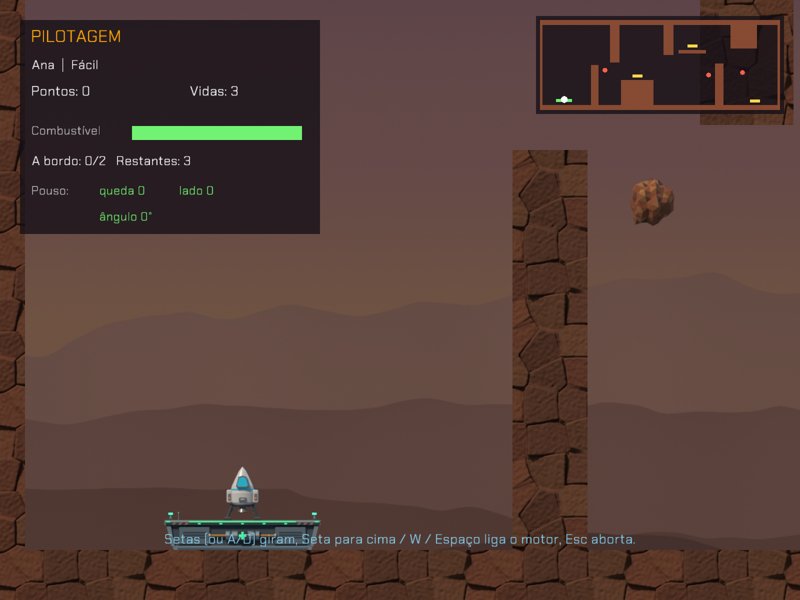 PILOTAGEM
Ana | Fácil
Pontos: 0 Vidas: 3
Combustível
A bordo: 0/2 Restantes: 3
Pouso: queda 0 lado 0
ângulo 0°
Setas (ou A/D) giram, Seta para cima / W / Espaço liga o motor, Esc aborta.